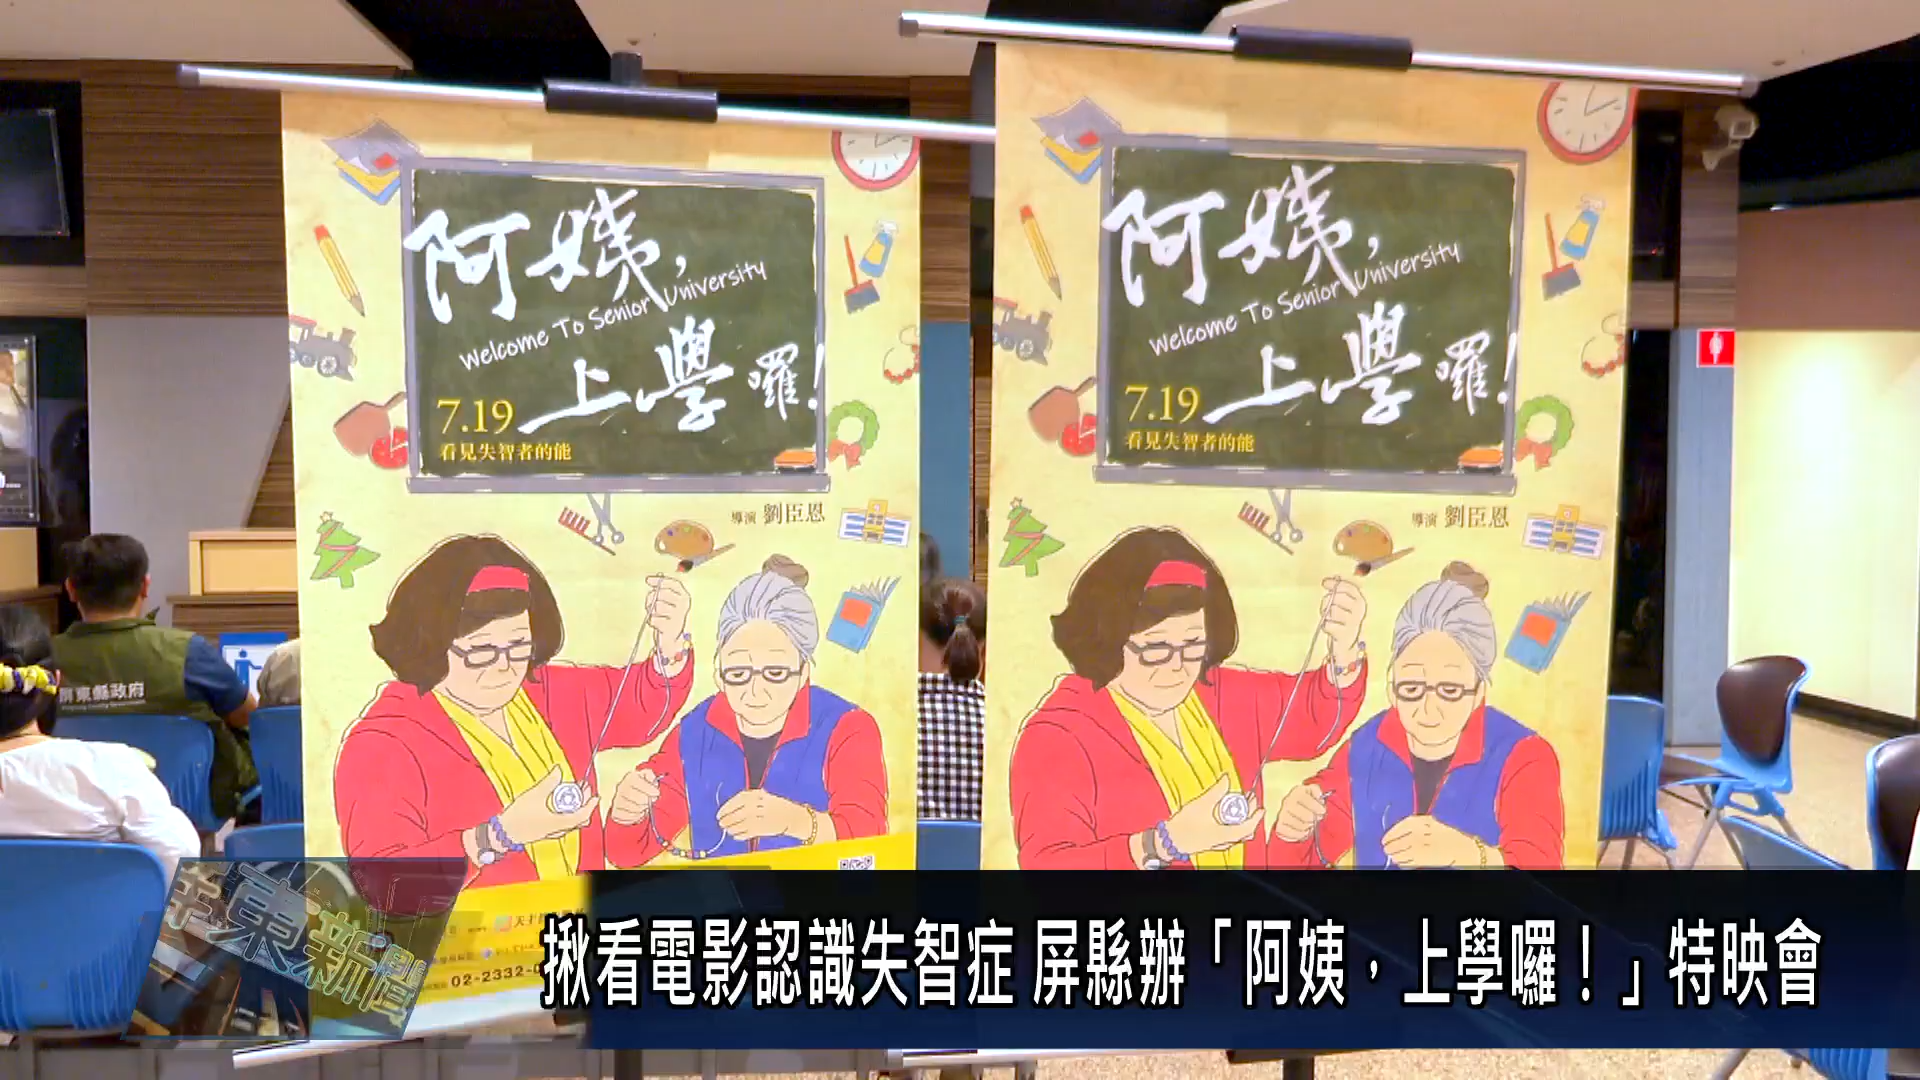 阿姨,
Welcome To Senior University
上學囉!
7.19
看見失智者的能
導演 劉臣恩
阿姨,
Welcome To Senior University
上學囉!
7.19
看見失智者的能
導演 劉臣恩
屏東縣政府
02-2332-
屏東新聞
揪看電影認識失智症 屏縣辦「阿姨，上學囉！」特映會